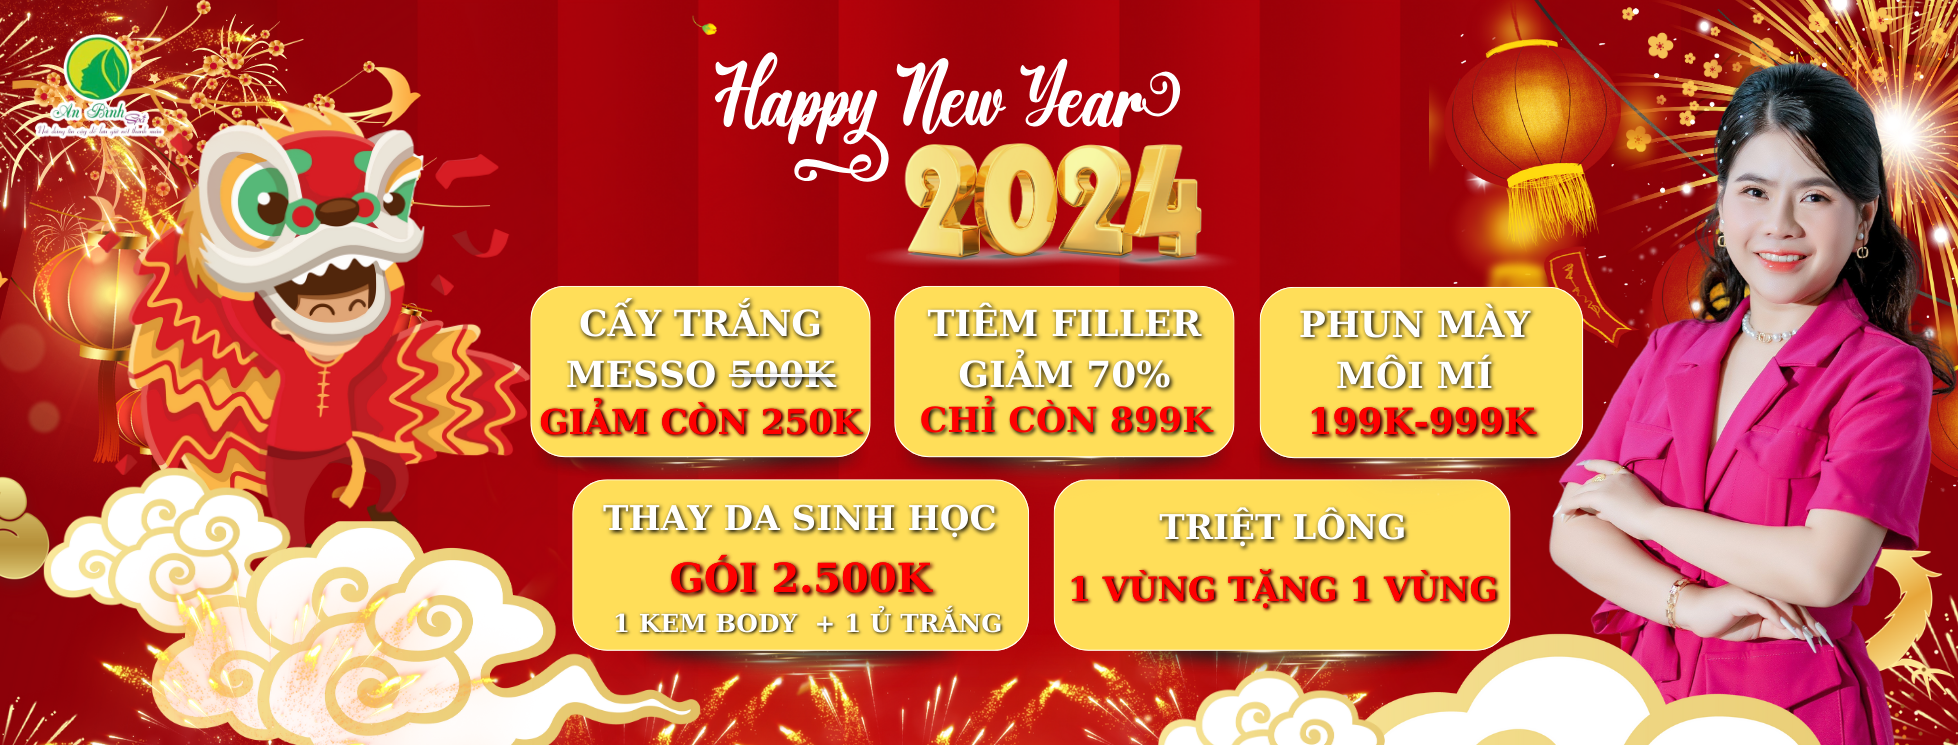 An Bình
Happy New Year
2024
CẤY TRẮNG
MESSO 500K
GIẢM CÒN 250K
TIÊM FILLER
GIẢM 70%
CHỈ CÒN 899K
PHUN MÀY
MÔI MÍ
199K-999K
THAY DA SINH HỌC
GÓI 2.500K
1 KEM BODY + 1 Ủ TRẮNG
TRIỆT LÔNG
1 VÙNG TẶNG 1 VÙNG